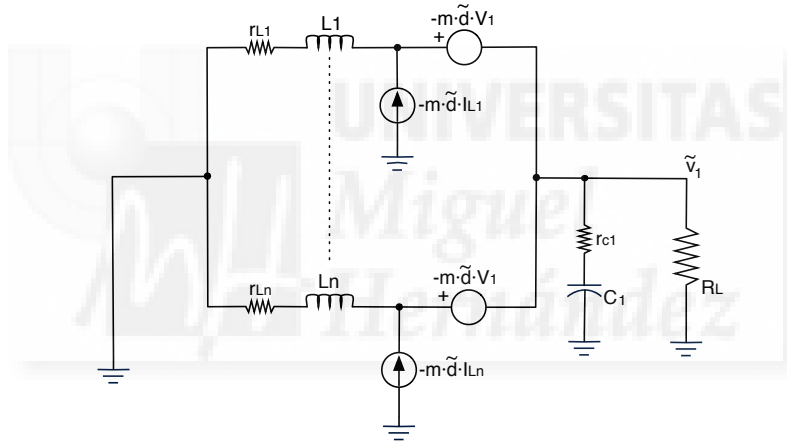 -m·d̃·V1
rL1
L1
+
-m·d̃·IL1
UNIVERSITAS
ṽ1
Miguel
rc1
-m·d̃·V1
rLn
Ln
+
C1
RL
Hernández
-m·d̃·ILn